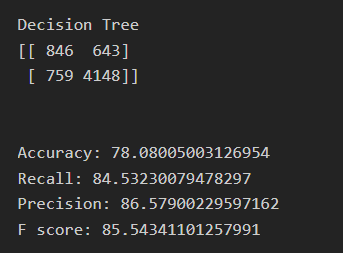 Decision Tree
[[ 846  643]
 [ 759 4148]]
Accuracy: 78.08005003126954
Recall: 84.53230079478297
Precision: 86.57900229597162
F score: 85.54341101257991